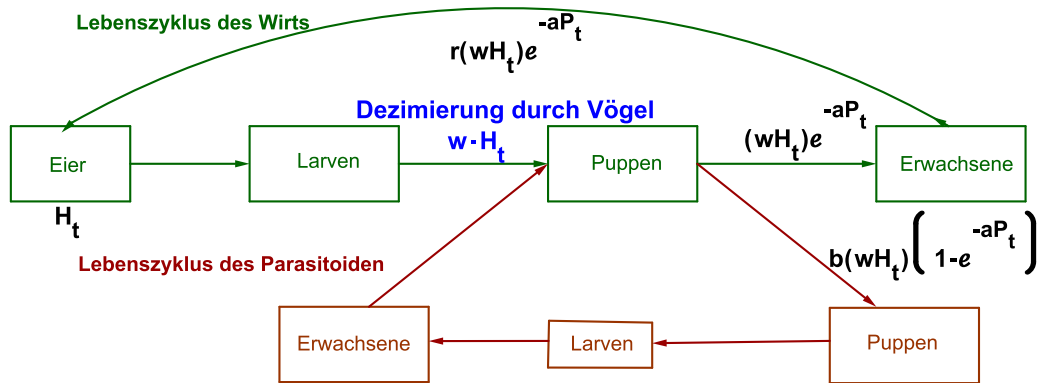 Lebenszyklus des Wirts
r(wH_t)e^-aP_t
Dezimierung durch Vögel
w·H_t
(wH_t)e^-aP_t
Eier
Larven
Puppen
Erwachsene
H_t
Lebenszyklus des Parasitoiden
b(wH_t)(1-e^-aP_t)
Erwachsene
Larven
Puppen